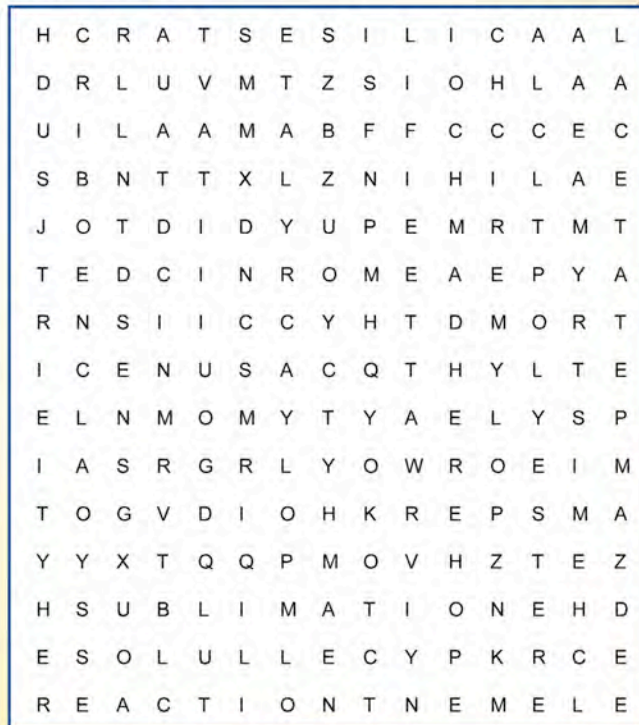 H C R A T S E S I L I C A A L
D R L U V M T Z S I O H L A A
U I L A A M A B F F C C C E C
S B N T T X L Z N I H I L A E
J O T D I D Y U P E M R T M T
T E D C I N R O M E A E P Y A
R N S I I C C Y H T D M O R T
I C E N U S A C Q T H Y L T E
E L N M O M Y T Y A E L Y S P
I A S R G R L Y O W R O E I M
T O G V D I O H K R E P S M A
Y Y X T Q Q P M O V H Z T E Z
H S U B L I M A T I O N E H D
E S O L U L L E C Y P K R C E
R E A C T I O N T N E M E L E